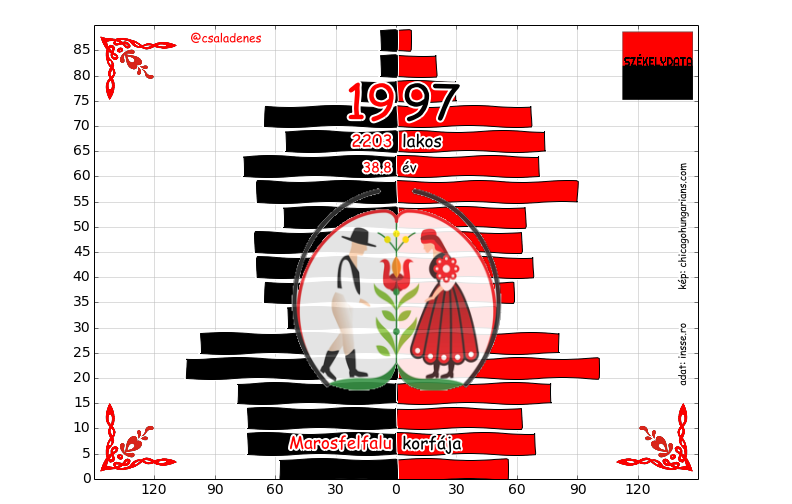 @csaladenes
SZÉKELYDATA
1997
2203 lakos
38.8 év
kép: chicagohungarians.com
adat: insse.ro
Marosfelfalu korfája
85
80
75
70
65
60
55
50
45
40
35
30
25
20
15
10
5
0
120 90 60 30 0 30 60 90 120